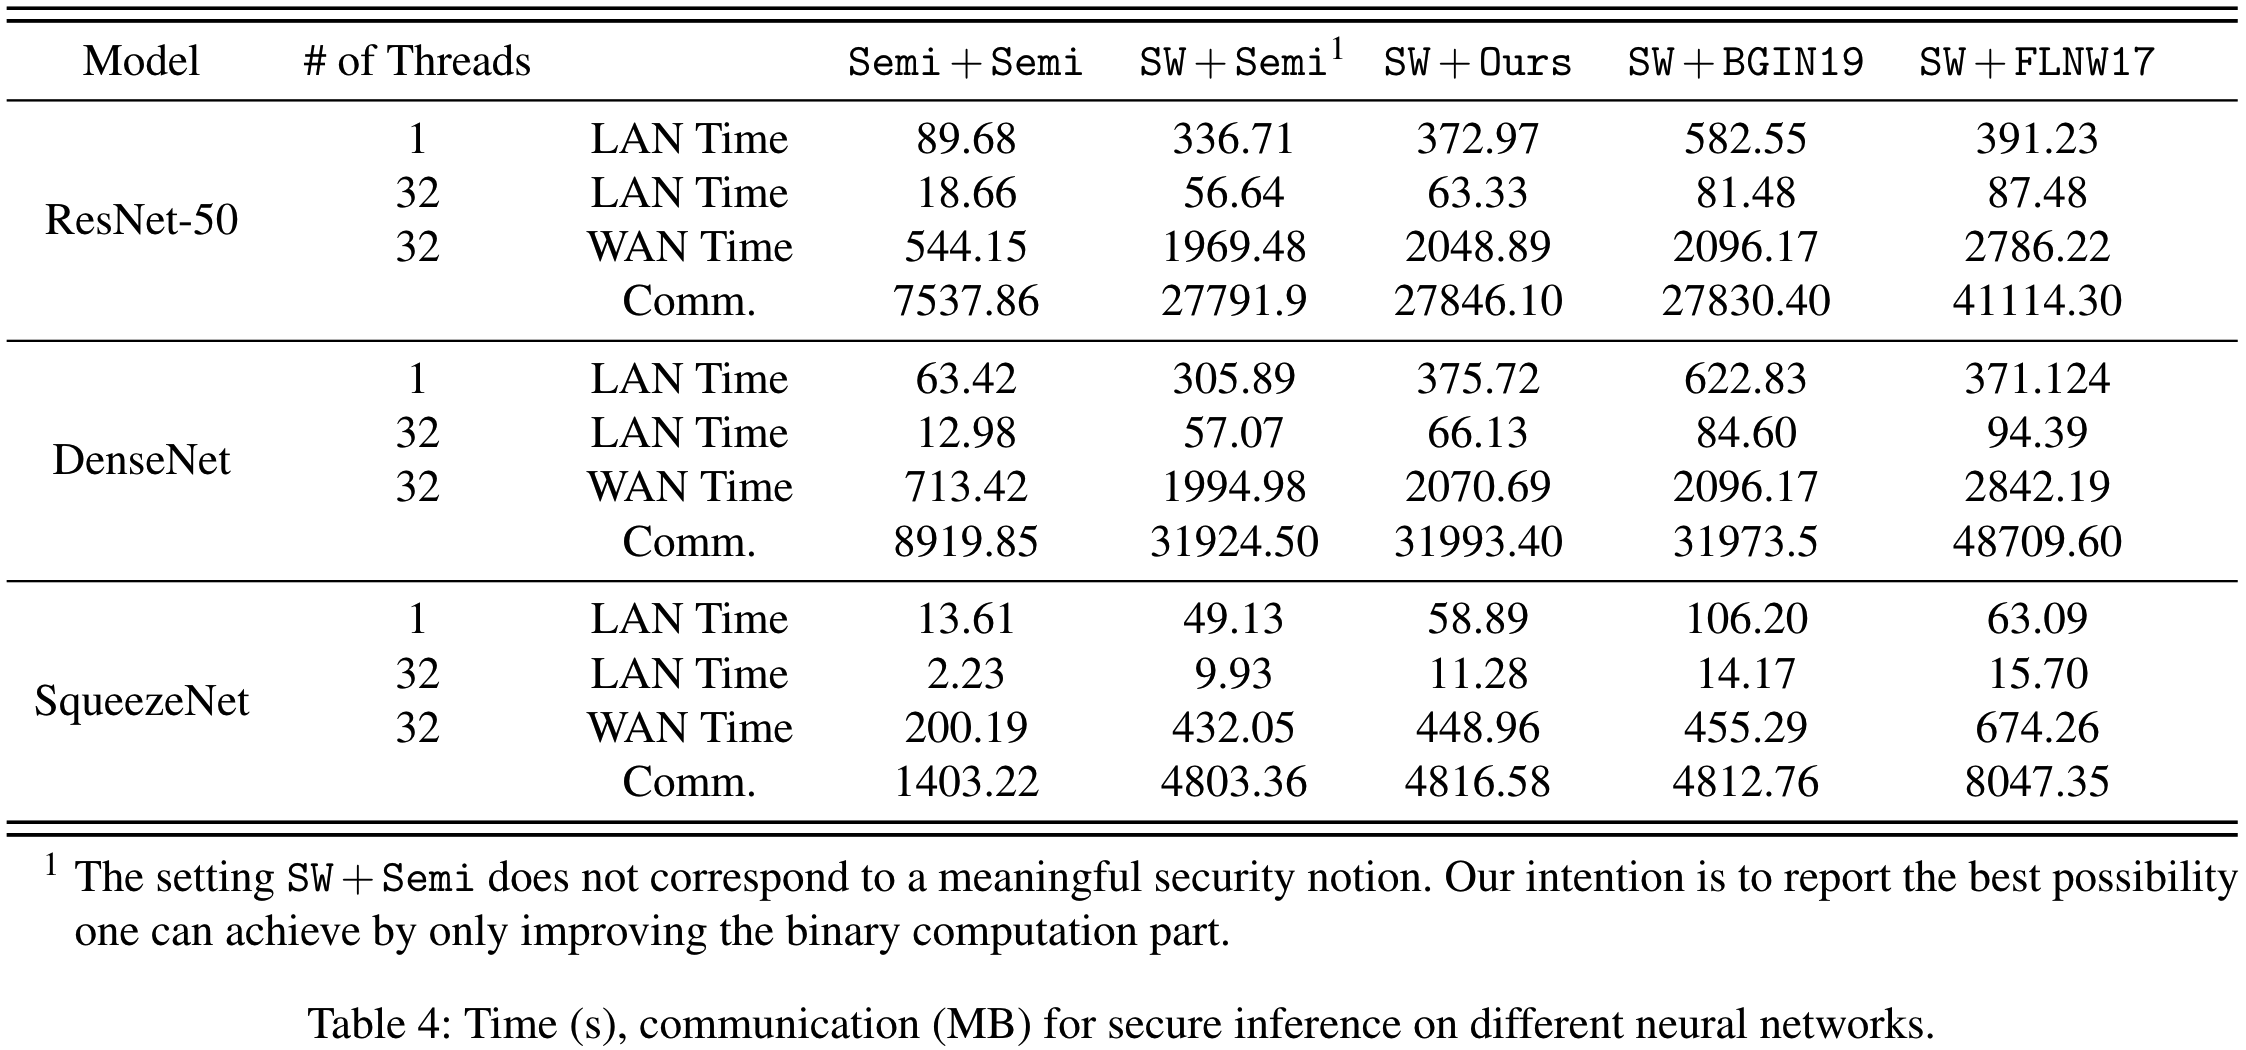 Model # of Threads Semi + Semi SW + Semi¹ SW + Ours SW + BGIN19 SW + FLNW17
1 LAN Time 89.68 336.71 372.97 582.55 391.23
32 LAN Time 18.66 56.64 63.33 81.48 87.48
ResNet-50
32 WAN Time 544.15 1969.48 2048.89 2096.17 2786.22
Comm. 7537.86 27791.9 27846.10 27830.40 41114.30
1 LAN Time 63.42 305.89 375.72 622.83 371.124
32 LAN Time 12.98 57.07 66.13 84.60 94.39
DenseNet
32 WAN Time 713.42 1994.98 2070.69 2096.17 2842.19
Comm. 8919.85 31924.50 31993.40 31973.5 48709.60
1 LAN Time 13.61 49.13 58.89 106.20 63.09
32 LAN Time 2.23 9.93 11.28 14.17 15.70
SqueezeNet
32 WAN Time 200.19 432.05 448.96 455.29 674.26
Comm. 1403.22 4803.36 4816.58 4812.76 8047.35
¹ The setting SW + Semi does not correspond to a meaningful security notion. Our intention is to report the best possibility
one can achieve by only improving the binary computation part.
Table 4: Time (s), communication (MB) for secure inference on different neural networks.